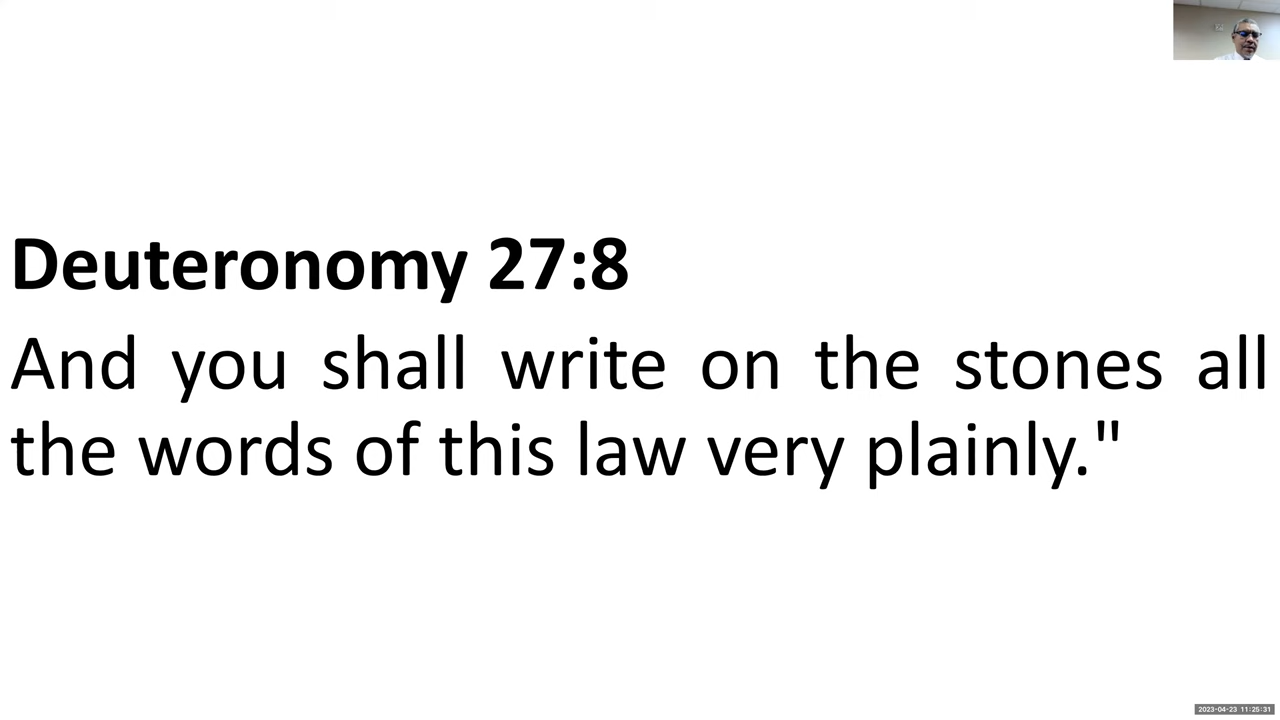 Deuteronomy 27:8
And you shall write on the stones all
the words of this law very plainly."
2023-04-23 11:25:31